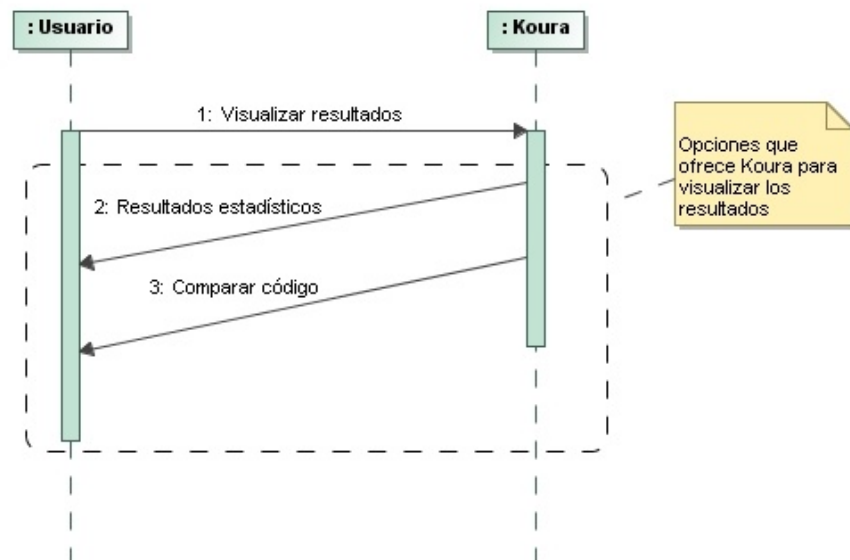 : Usuario
: Koura
1: Visualizar resultados
2: Resultados estadísticos
3: Comparar código
Opciones que
ofrece Koura para
visualizar los
resultados